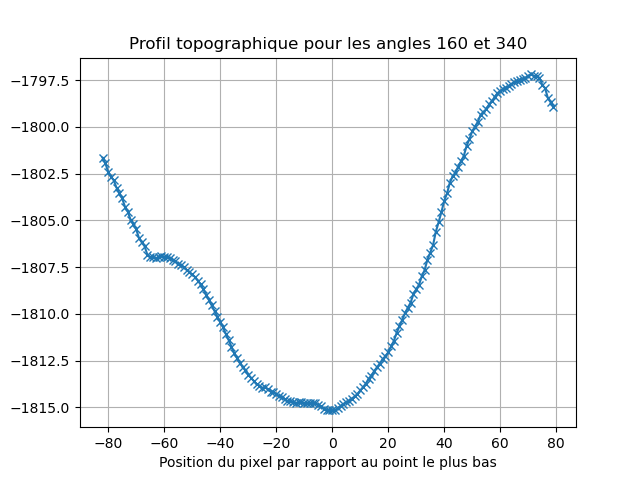 Profil topographique pour les angles 160 et 340
−1797.5
−1800.0
−1802.5
−1805.0
−1807.5
−1810.0
−1812.5
−1815.0
−80 −60 −40 −20 0 20 40 60 80
Position du pixel par rapport au point le plus bas